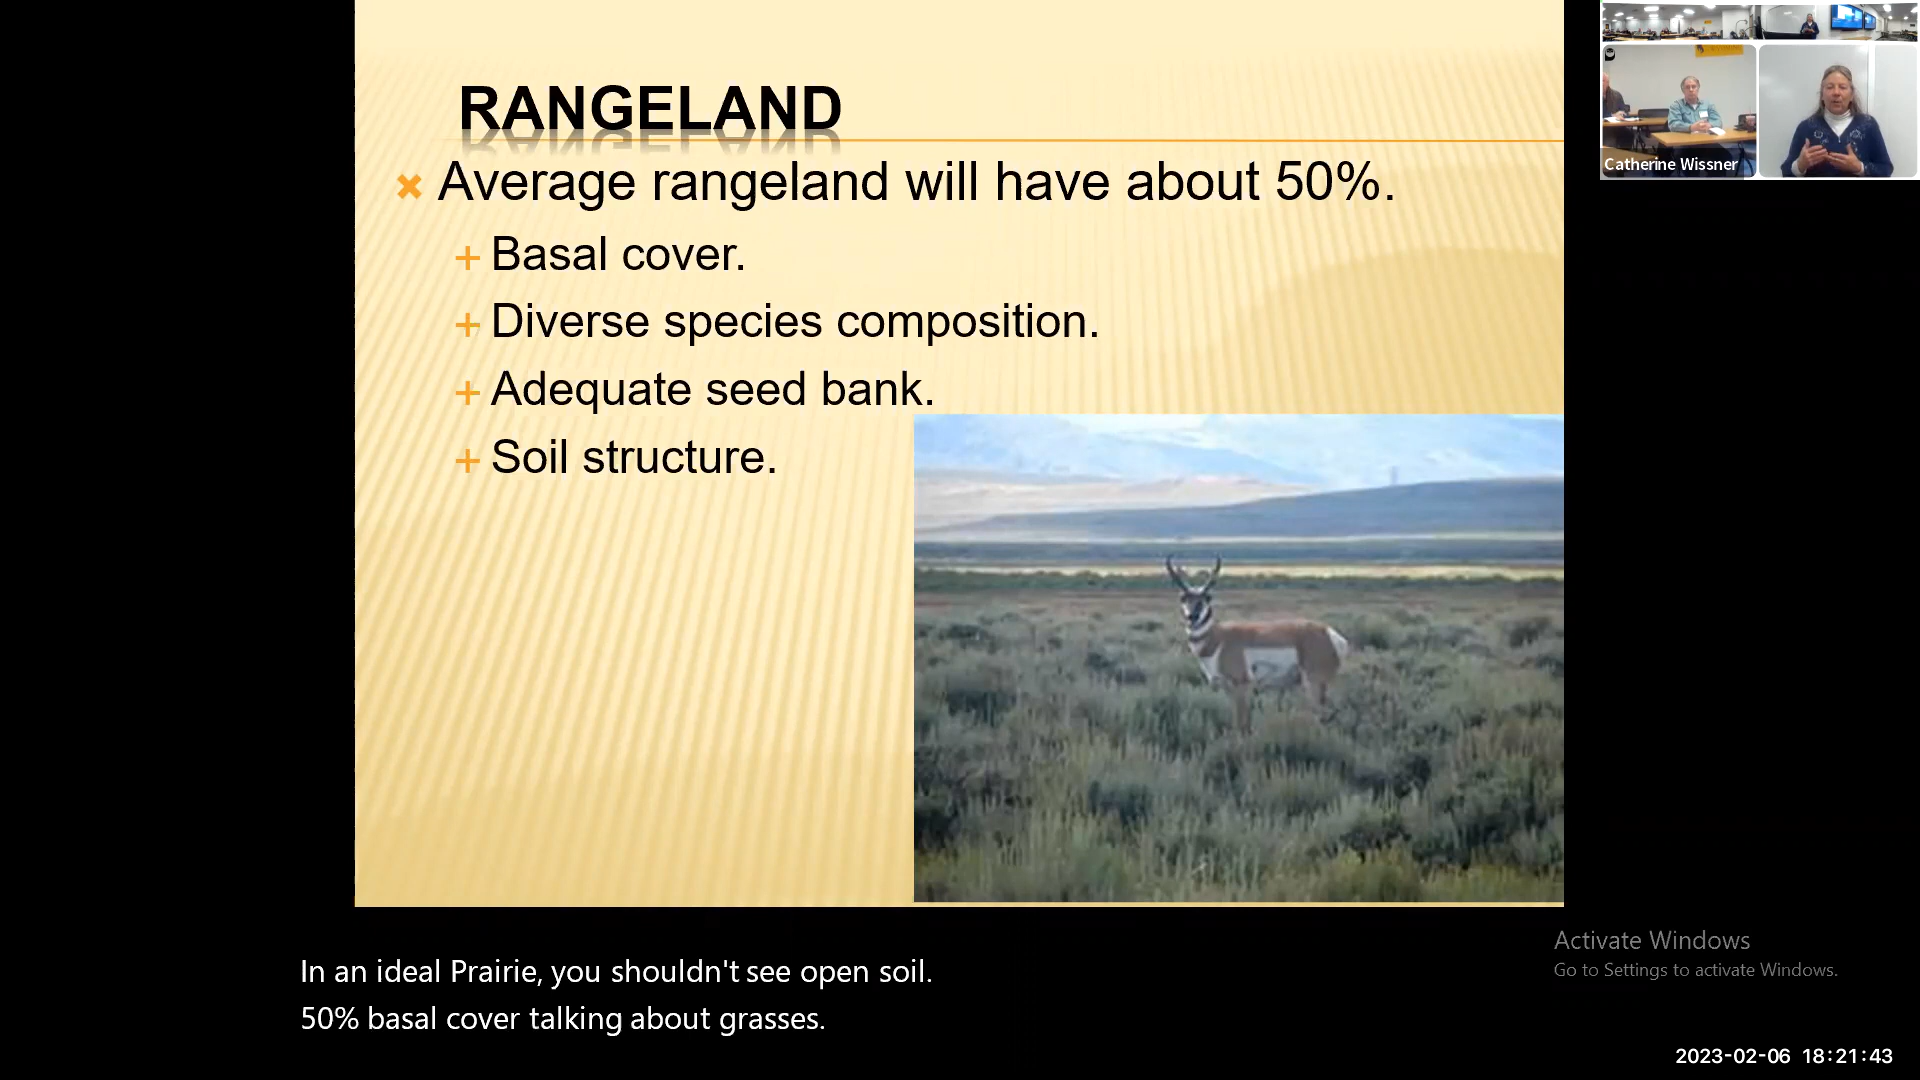 RANGELAND
Average rangeland will have about 50%.
Basal cover.
Diverse species composition.
Adequate seed bank.
Soil structure.
Catherine Wissner
In an ideal Prairie, you shouldn't see open soil.
50% basal cover talking about grasses.
Activate Windows
Go to Settings to activate Windows.
2023-02-06 18:21:43